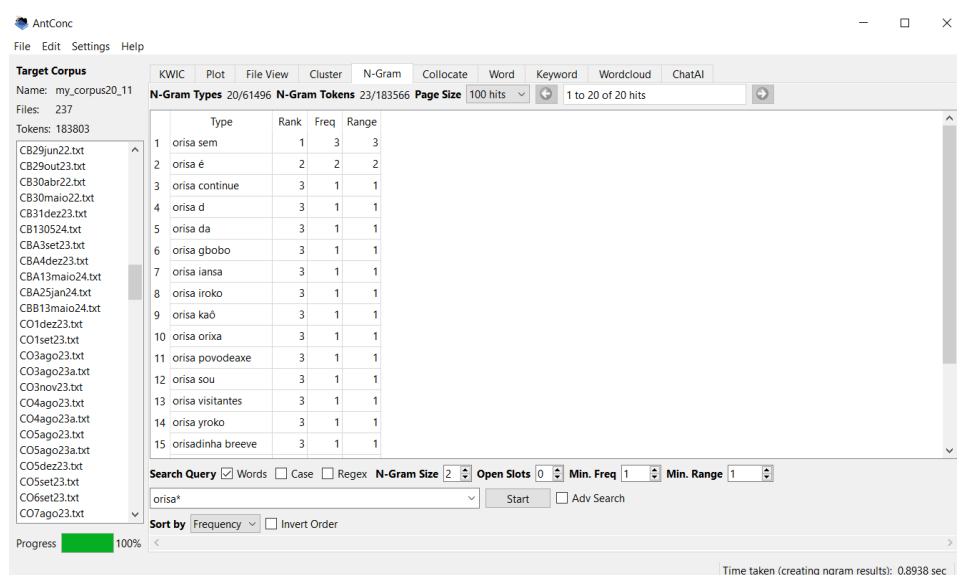 AntConc
File Edit Settings Help
Target Corpus
Name: my_corpus20_11
Files: 237
Tokens: 183803
CB29jun22.txt
CB29out23.txt
CB30abr22.txt
CB30maio22.txt
CB31dez23.txt
CB130524.txt
CBA3set23.txt
CBA4dez23.txt
CBA13maio24.txt
CBA25jan24.txt
CBB13maio24.txt
CO1dez23.txt
CO1set23.txt
CO3ago23.txt
CO3ago23a.txt
CO3nov23.txt
CO4ago23.txt
CO4ago23a.txt
CO5ago23.txt
CO5ago23a.txt
CO5dez23.txt
CO5set23.txt
CO6set23.txt
CO7ago23.txt
Progress 100%
KWIC Plot File View Cluster N-Gram Collocate Word Keyword Wordcloud ChatAI
N-Gram Types 20/61496 N-Gram Tokens 23/183566 Page Size 100 hits 1 to 20 of 20 hits
Type Rank Freq Range
1 orisa sem 1 3 3
2 orisa é 2 2 2
3 orisa continue 3 1 1
4 orisa d 3 1 1
5 orisa da 3 1 1
6 orisa gbobo 3 1 1
7 orisa iansa 3 1 1
8 orisa iroko 3 1 1
9 orisa kaô 3 1 1
10 orisa orixa 3 1 1
11 orisa povodeaxe 3 1 1
12 orisa sou 3 1 1
13 orisa visitantes 3 1 1
14 orisa yroko 3 1 1
15 orisadinha breeve 3 1 1
Search Query Words Case Regex N-Gram Size 2 Open Slots 0 Min. Freq 1 Min. Range 1
orisa* Start Adv Search
Sort by Frequency Invert Order
Time taken (creating ngram results): 0.8938 sec